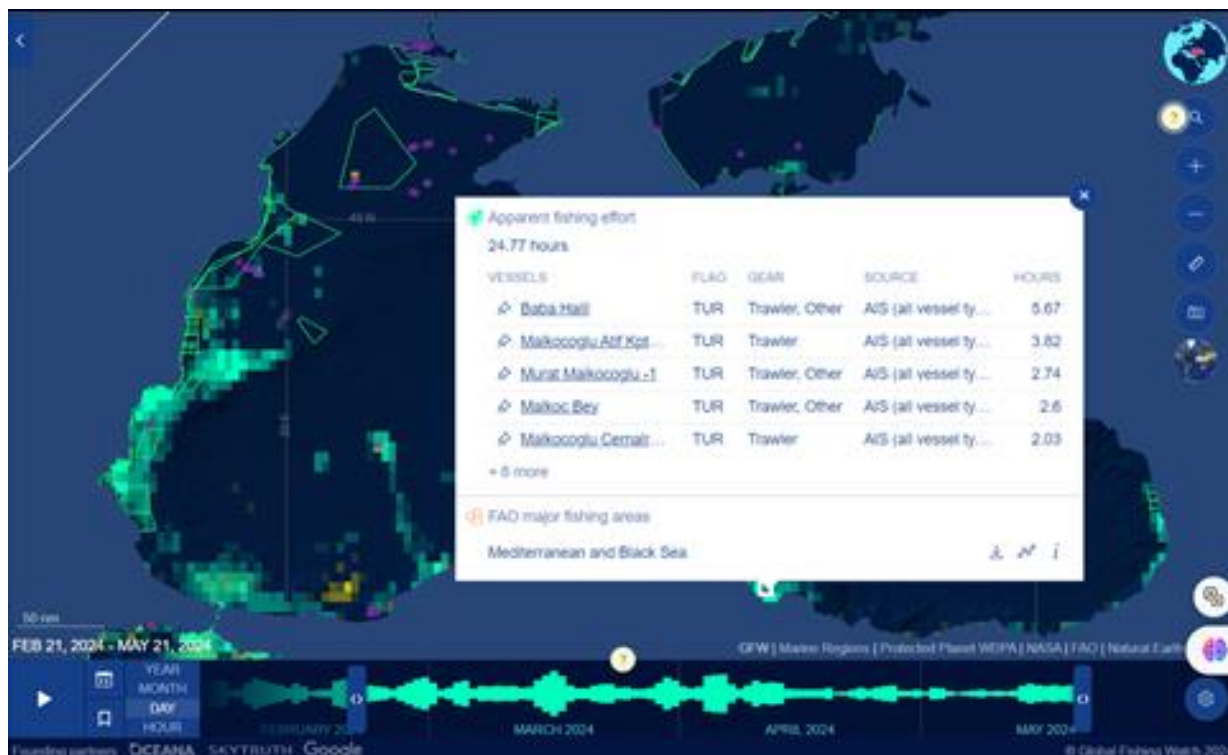 45 N
Apparent fishing effort
24.77 hours
VESSELS FLAG GEAR SOURCE HOURS
Baba Halil TUR Trawler, Other AIS (all vessel ty... 5.67
Malkocoglu Atif Kpt... TUR Trawler AIS (all vessel ty... 3.82
Murat Malkocoglu -1 TUR Trawler, Other AIS (all vessel ty... 2.74
Malkoc Bey TUR Trawler, Other AIS (all vessel ty... 2.6
Malkocoglu Cemalr... TUR Trawler AIS (all vessel ty... 2.03
+ 6 more
FAO major fishing areas
Mediterranean and Black Sea
50 nm
FEB 21, 2024 - MAY 21, 2024
GFW | Marine Regions | Protected Planet WDPA | NASA | FAO | Natural Earth
YEAR
MONTH
DAY
HOUR
FEBRUARY 20
MARCH 2024
APRIL 2024
MAY 2024
Founding partners OCEANA SKYTRUTH Google
© Global Fishing Watch 202